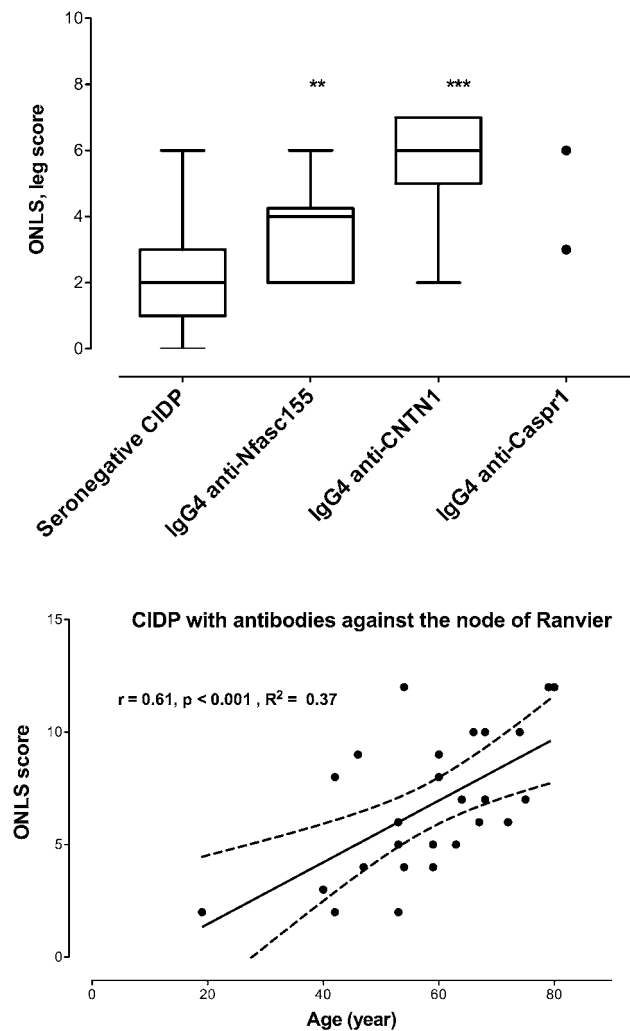 10
8
6
4
2
0
ONLS, leg score
**
***
Seronegative CIDP
IgG4 anti-Nfasc155
IgG4 anti-CNTN1
IgG4 anti-Caspr1
CIDP with antibodies against the node of Ranvier
r = 0.61, p < 0.001 , R² = 0.37
15
10
5
0
ONLS score
0 20 40 60 80
Age (year)